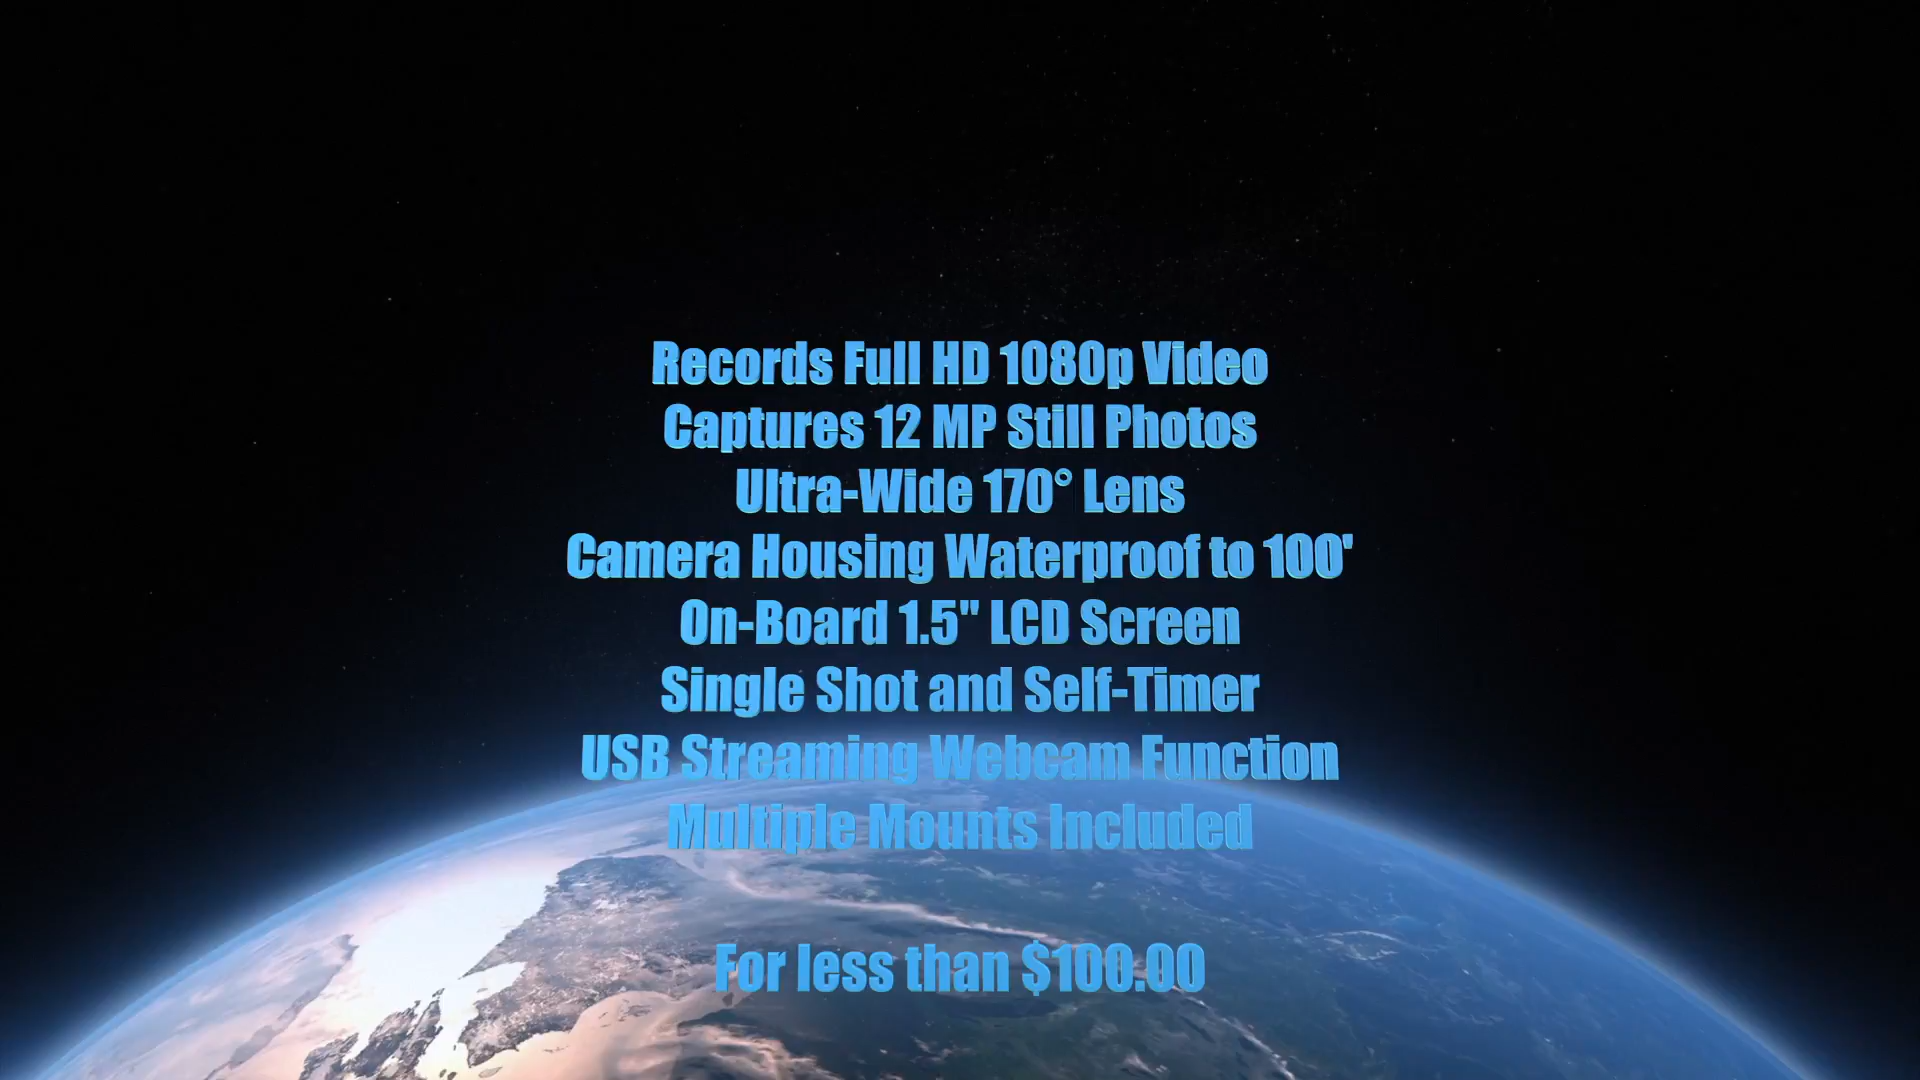 Records Full HD 1080p Video
Captures 12 MP Still Photos
Ultra-Wide 170° Lens
Camera Housing Waterproof to 100'
On-Board 1.5" LCD Screen
Single Shot and Self-Timer
USB Streaming Webcam Function
Multiple Mounts Included
For less than $100.00